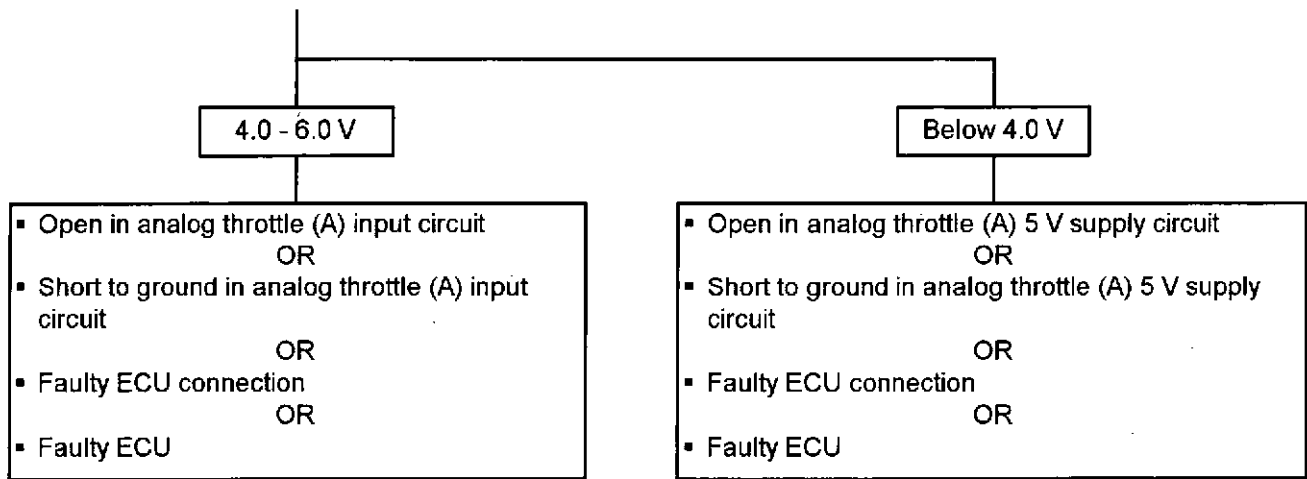 4.0 - 6.0 V
Below 4.0 V
▪ Open in analog throttle (A) input circuit
OR
▪ Short to ground in analog throttle (A) input
circuit
OR
▪ Faulty ECU connection
OR
▪ Faulty ECU
▪ Open in analog throttle (A) 5 V supply circuit
OR
▪ Short to ground in analog throttle (A) 5 V supply
circuit
OR
▪ Faulty ECU connection
OR
▪ Faulty ECU